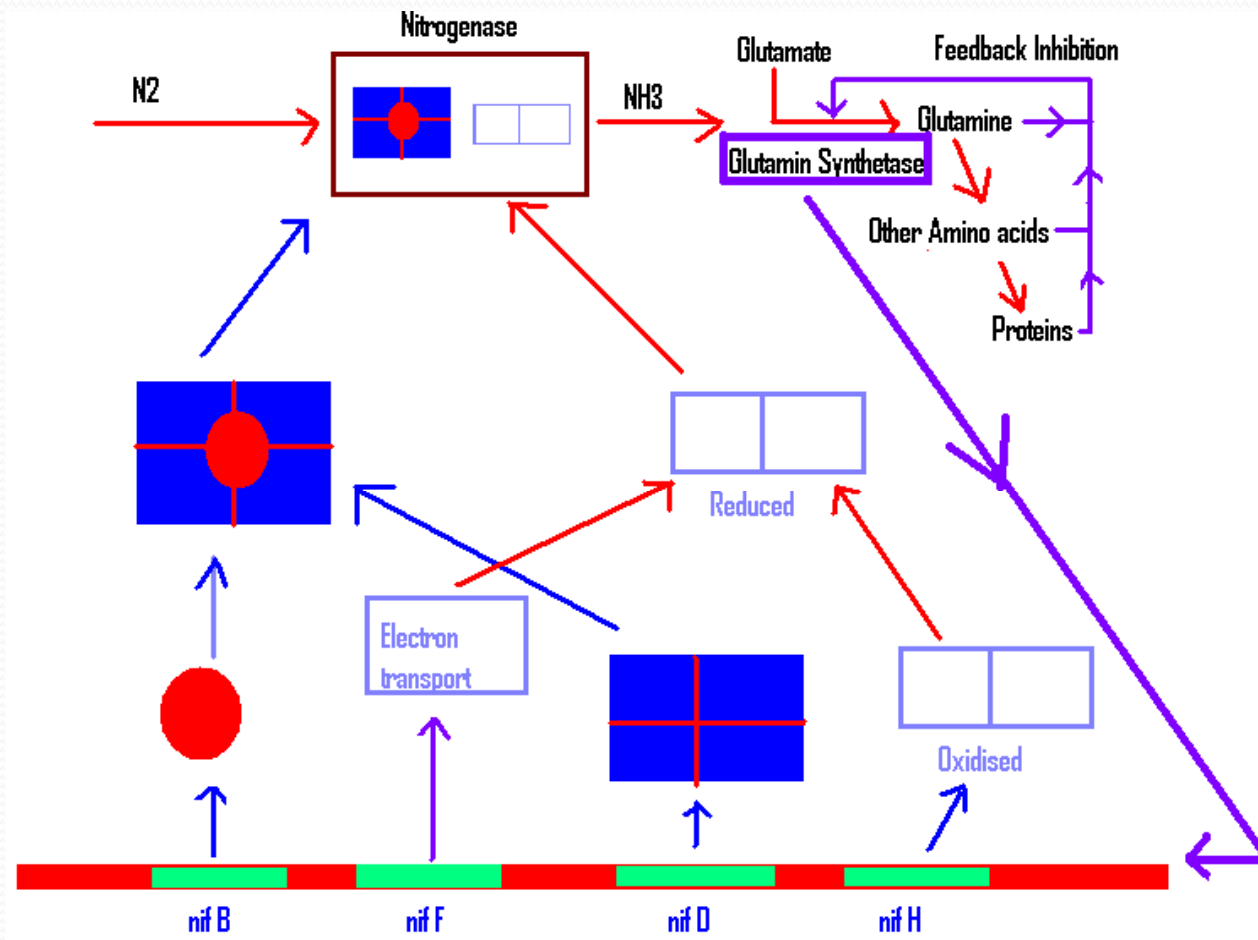 Nitrogenase
Glutamate
Feedback Inhibition
N2
NH3
Glutamine
Glutamin Synthetase
Other Amino acids
Proteins
Reduced
Electron
transport
Oxidised
nif B
nif F
nif D
nif H